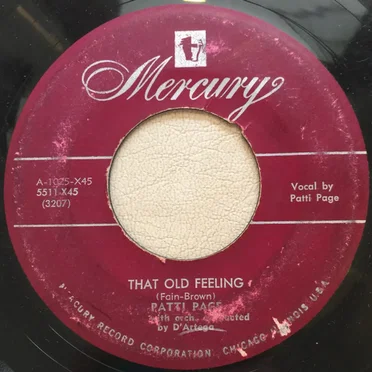 Mercury
A-1025-X45
5511-X45
(3207)
Vocal by
Patti Page
THAT OLD FEELING
(Fain-Brown)
PATTI PAGE
with orch. conducted
by D'Artega
MERCURY RECORD CORPORATION, CHICAGO, ILLINOIS U.S.A.